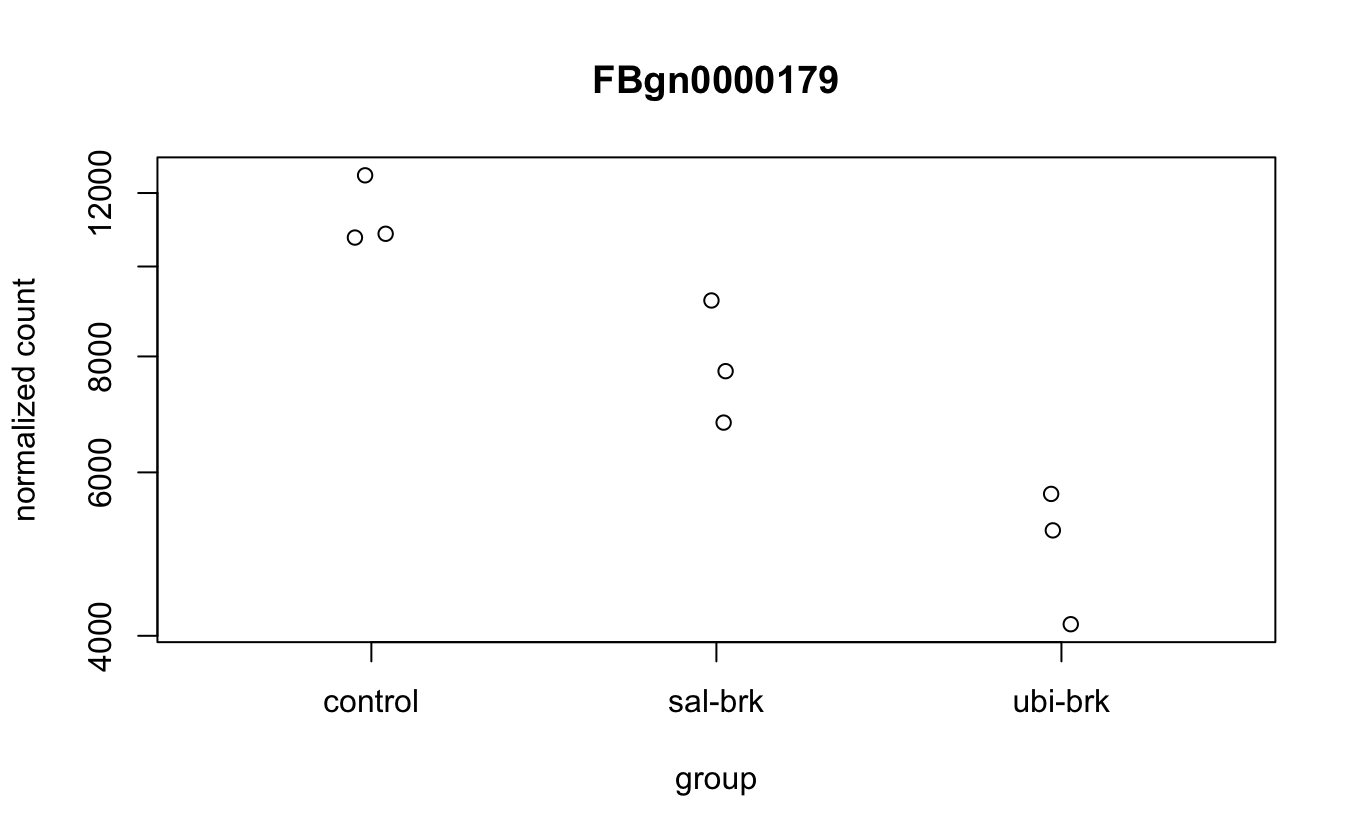 FBgn0000179
normalized count
12000
8000
6000
4000
control sal-brk ubi-brk
group